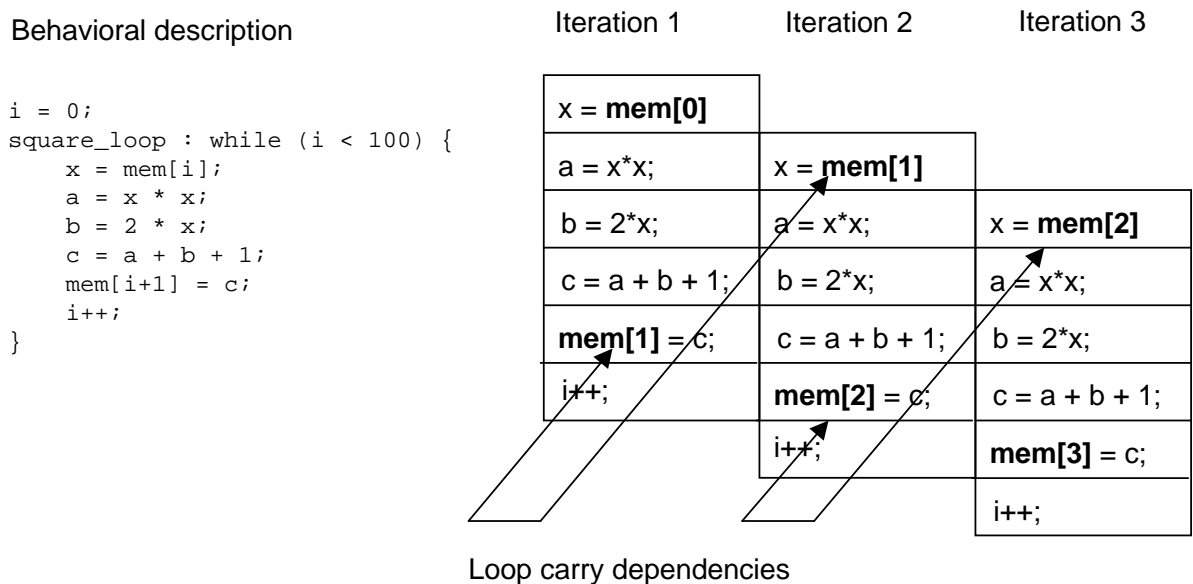 Behavioral description
i = 0;
square_loop : while (i < 100) {
x = mem[i];
a = x * x;
b = 2 * x;
c = a + b + 1;
mem[i+1] = c;
i++;
}
Iteration 1
x = mem[0]
a = x*x;
b = 2*x;
c = a + b + 1;
mem[1] = c;
i++;
Iteration 2
x = mem[1]
a = x*x;
b = 2*x;
c = a + b + 1;
mem[2] = c;
i++;
Iteration 3
x = mem[2]
a = x*x;
b = 2*x;
c = a + b + 1;
mem[3] = c;
i++;
Loop carry dependencies